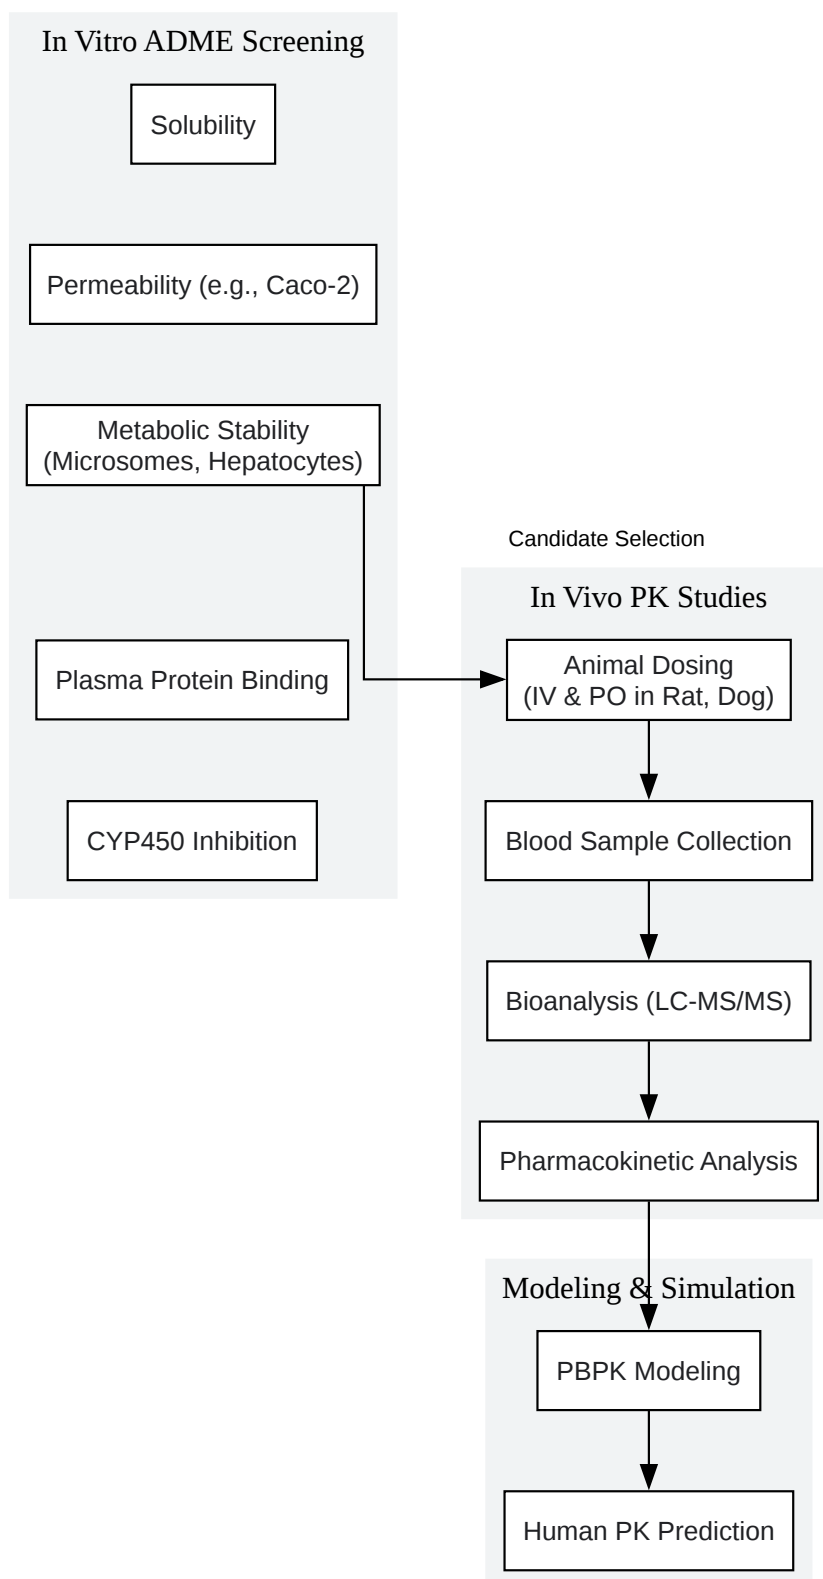 In Vitro ADME Screening
Solubility
Permeability (e.g., Caco-2)
Metabolic Stability
(Microsomes, Hepatocytes)
Plasma Protein Binding
CYP450 Inhibition
Candidate Selection
In Vivo PK Studies
Animal Dosing
(IV & PO in Rat, Dog)
Blood Sample Collection
Bioanalysis (LC-MS/MS)
Pharmacokinetic Analysis
Modeling & Simulation
PBPK Modeling
Human PK Prediction